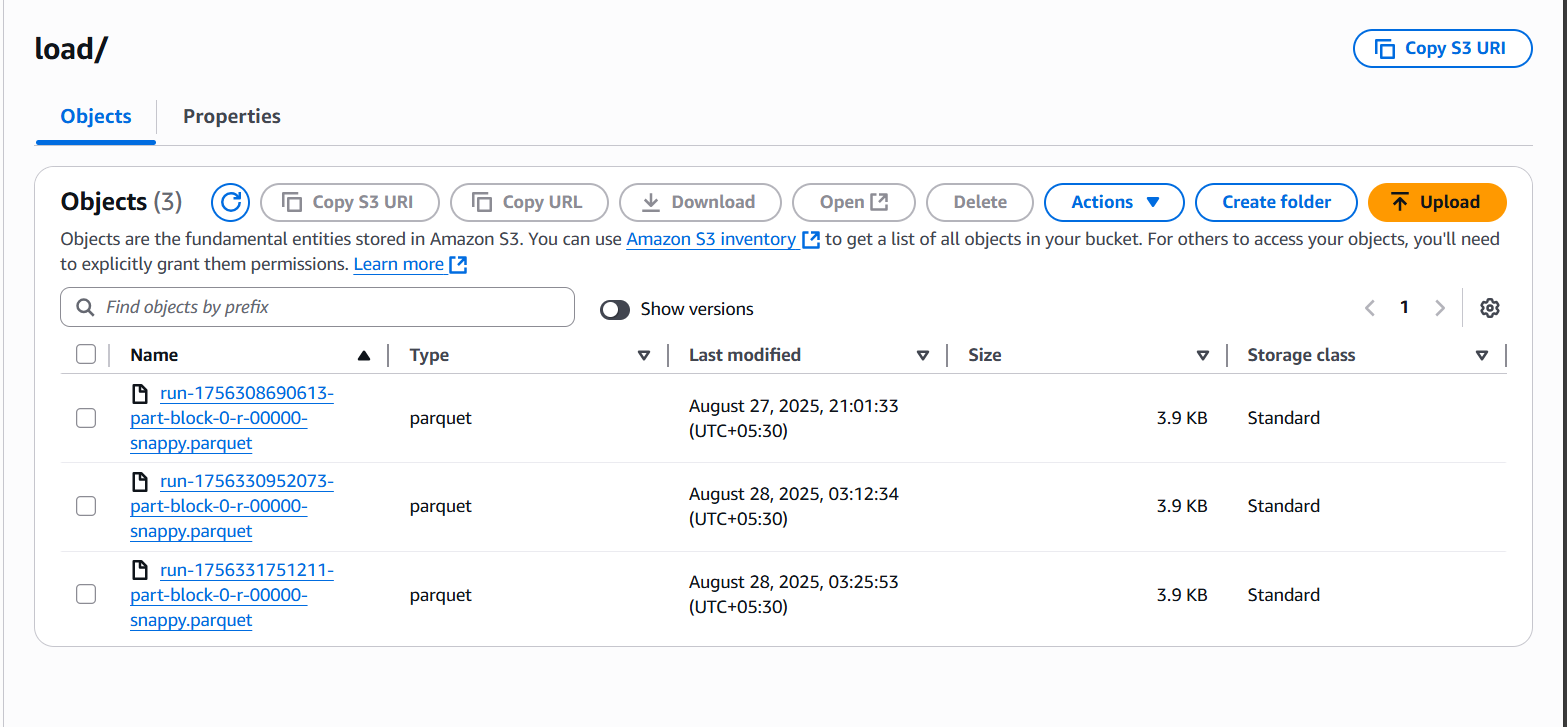 load/
Copy S3 URI
Objects
Properties
Objects (3)
Copy S3 URI
Copy URL
Download
Open
Delete
Actions
Create folder
Upload
Objects are the fundamental entities stored in Amazon S3. You can use Amazon S3 inventory to get a list of all objects in your bucket. For others to access your objects, you'll need
to explicitly grant them permissions. Learn more
Find objects by prefix
Show versions
1
Name
Type
Last modified
Size
Storage class
run-1756308690613-
part-block-0-r-00000-
snappy.parquet
parquet
August 27, 2025, 21:01:33
(UTC+05:30)
3.9 KB
Standard
run-1756330952073-
part-block-0-r-00000-
snappy.parquet
parquet
August 28, 2025, 03:12:34
(UTC+05:30)
3.9 KB
Standard
run-1756331751211-
part-block-0-r-00000-
snappy.parquet
parquet
August 28, 2025, 03:25:53
(UTC+05:30)
3.9 KB
Standard